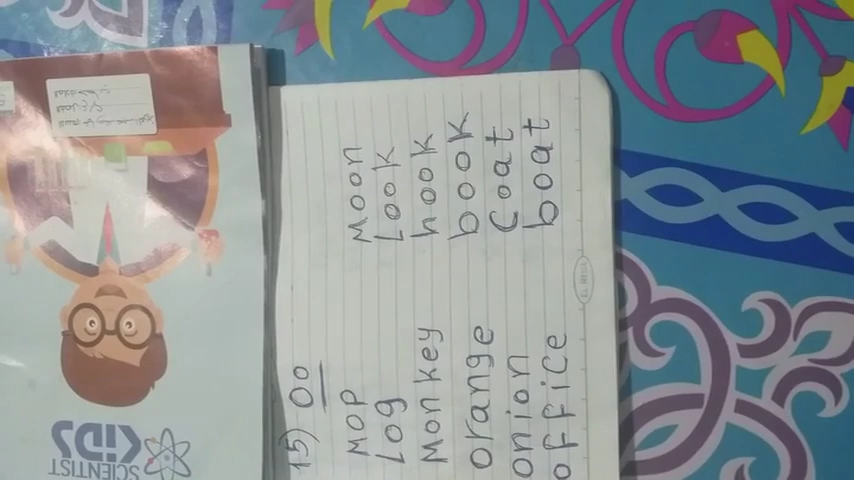 15) Oo
Mop Moon
Log Look
Monkey hook
orange book
onion Coat
office boat
SCIENTIST
KiDS